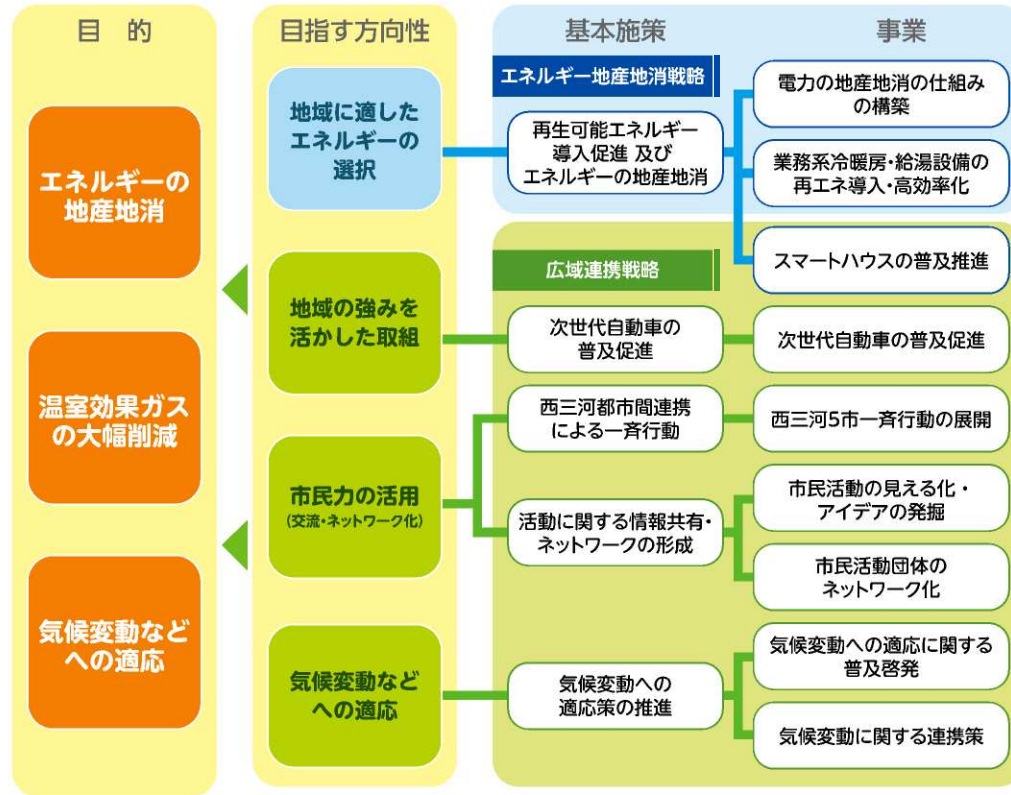 目 的
エネルギーの
地産地消
温室効果ガス
の大幅削減
気候変動など
への適応
目指す方向性
地域に適した
エネルギーの
選択
地域の強みを
活かした取組
市民力の活用
(交流・ネットワーク化)
気候変動など
への適応
基本施策
エネルギー地産地消戦略
再生可能エネルギー
導入促進 及び
エネルギーの地産地消
広域連携戦略
次世代自動車の
普及促進
西三河都市間連携
による一斉行動
活動に関する情報共有・
ネットワークの形成
気候変動への
適応策の推進
事業
電力の地産地消の仕組み
の構築
業務系冷暖房・給湯設備の
再エネ導入・高効率化
スマートハウスの普及推進
次世代自動車の普及促進
西三河5市一斉行動の展開
市民活動の見える化・
アイデアの発掘
市民活動団体の
ネットワーク化
気候変動への適応に関する
普及啓発
気候変動に関する連携策